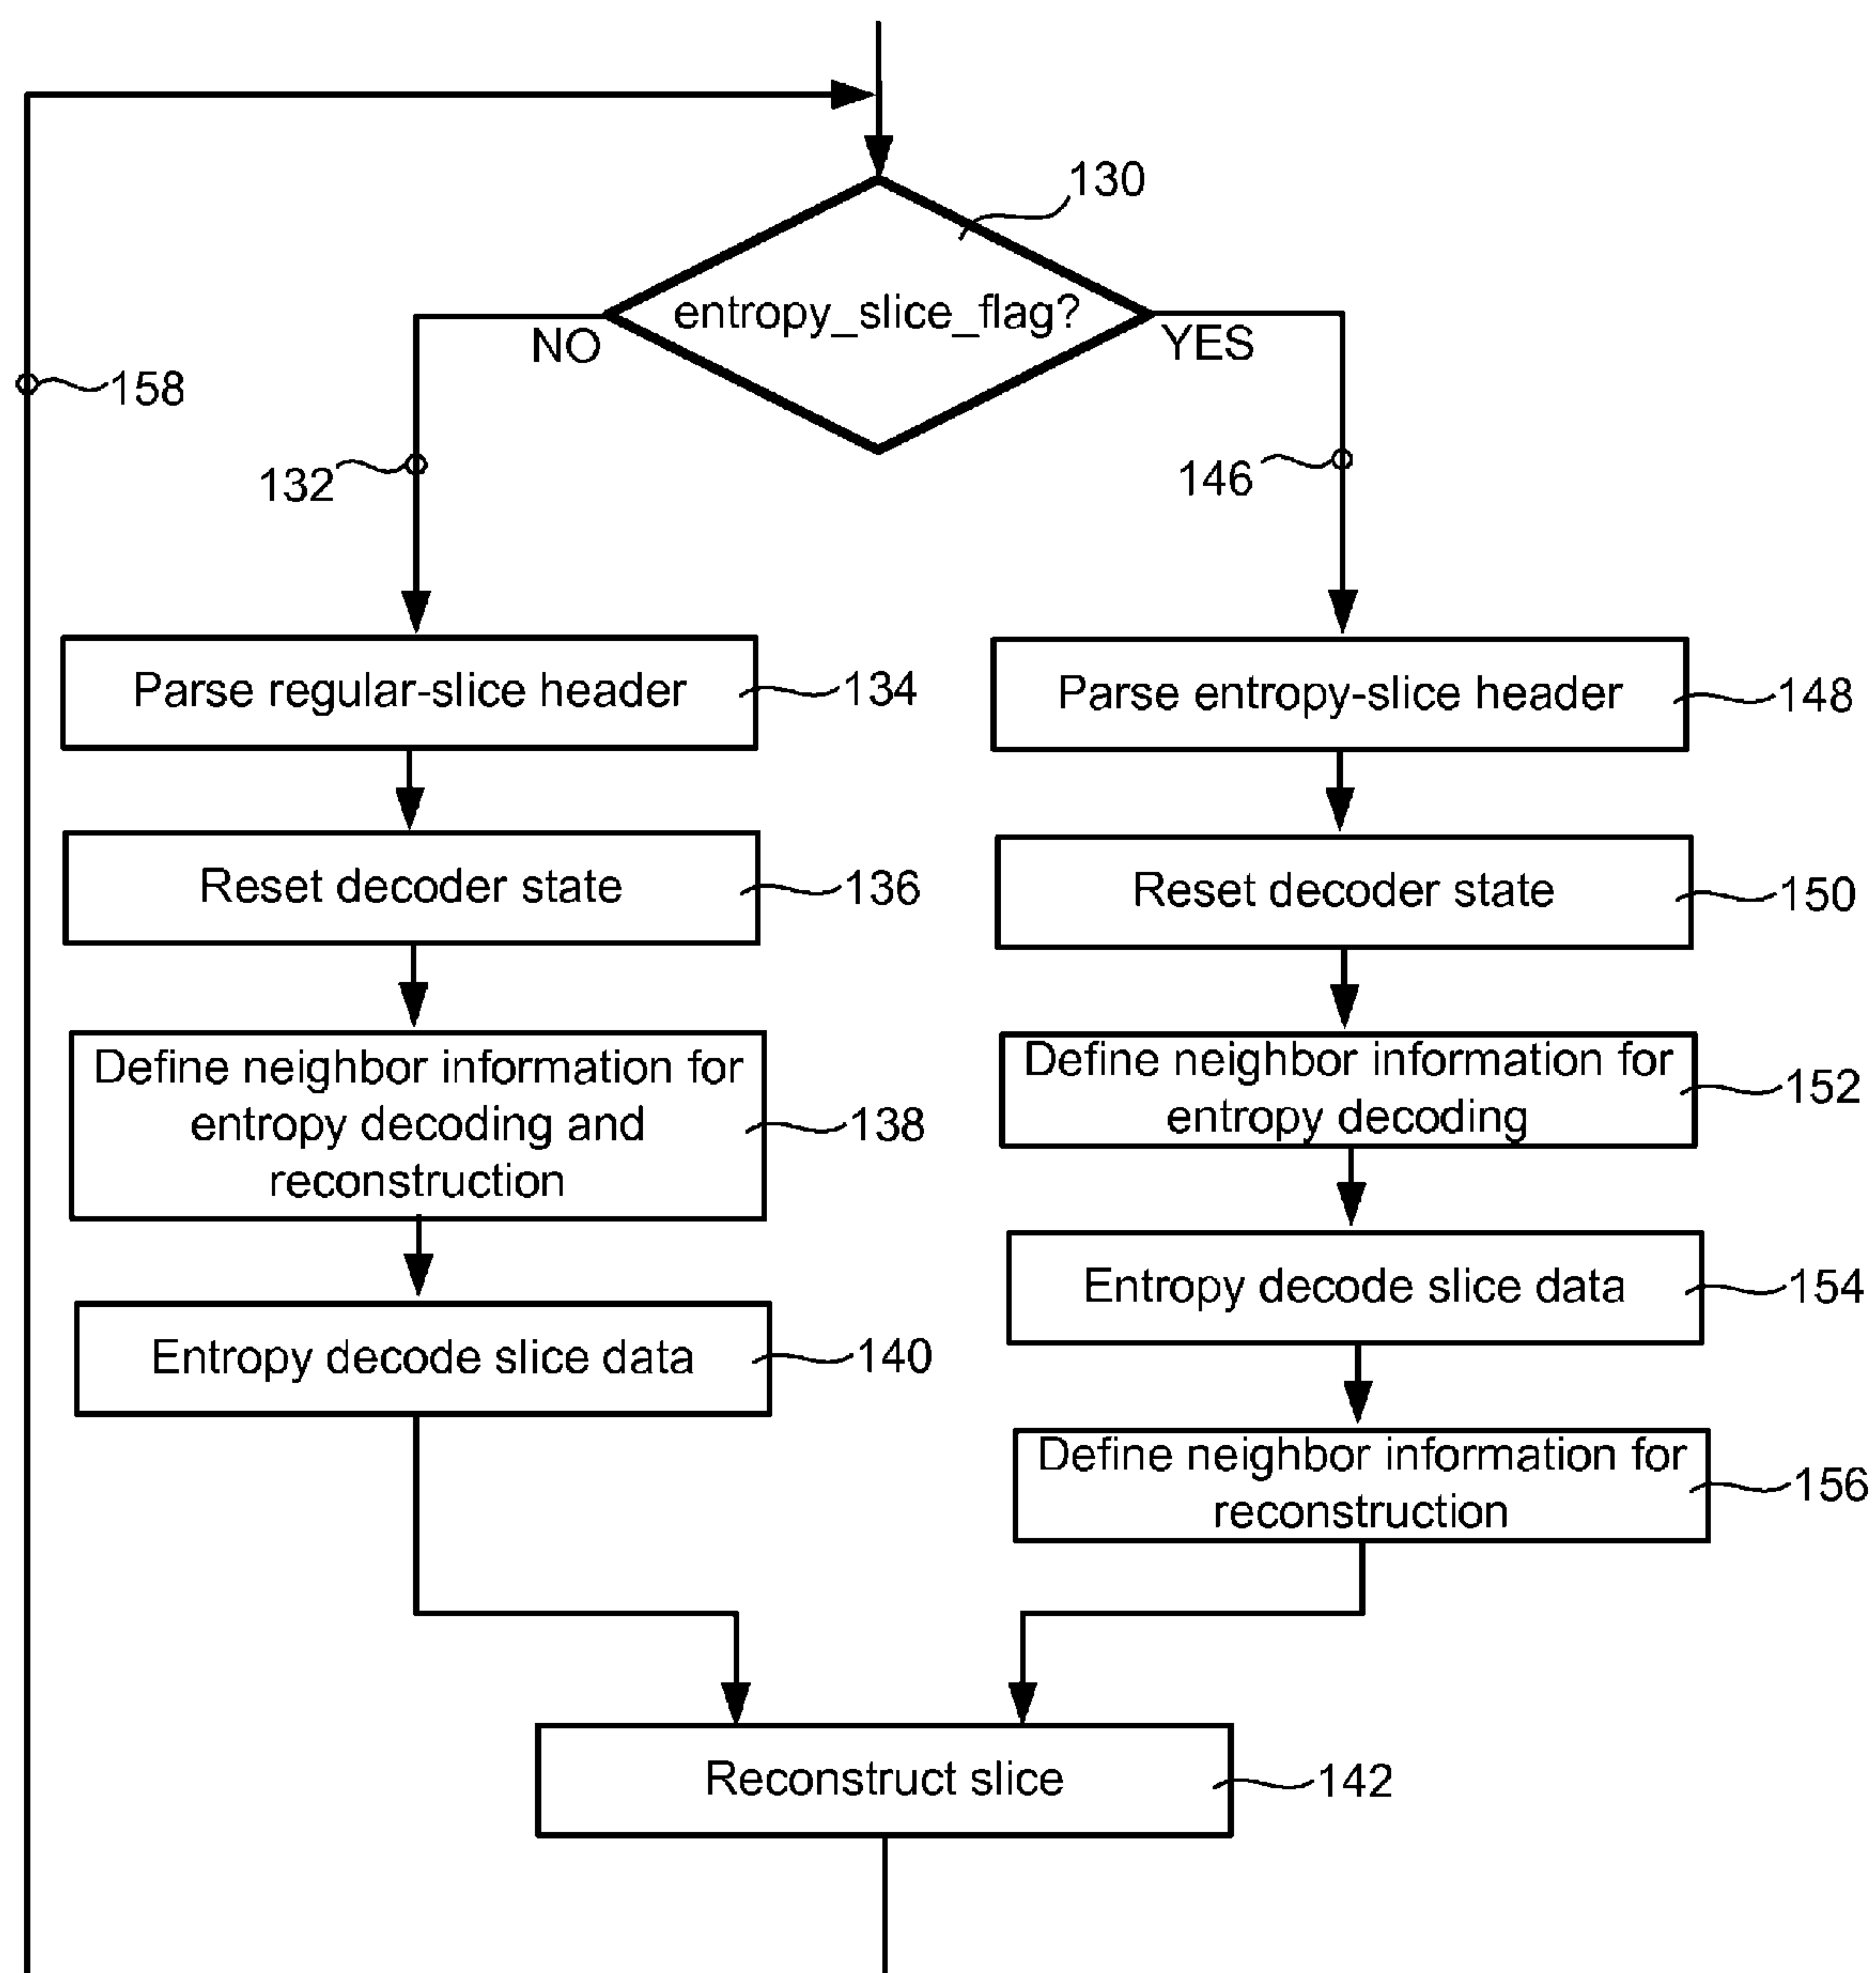 130
entropy_slice_flag?
NO
YES
158
132
146
Parse regular-slice header
134
Parse entropy-slice header
148
Reset decoder state
136
Reset decoder state
150
Define neighbor information for
entropy decoding and
reconstruction
138
Define neighbor information for
entropy decoding
152
Entropy decode slice data
154
Entropy decode slice data
140
Define neighbor information for
reconstruction
156
Reconstruct slice
142